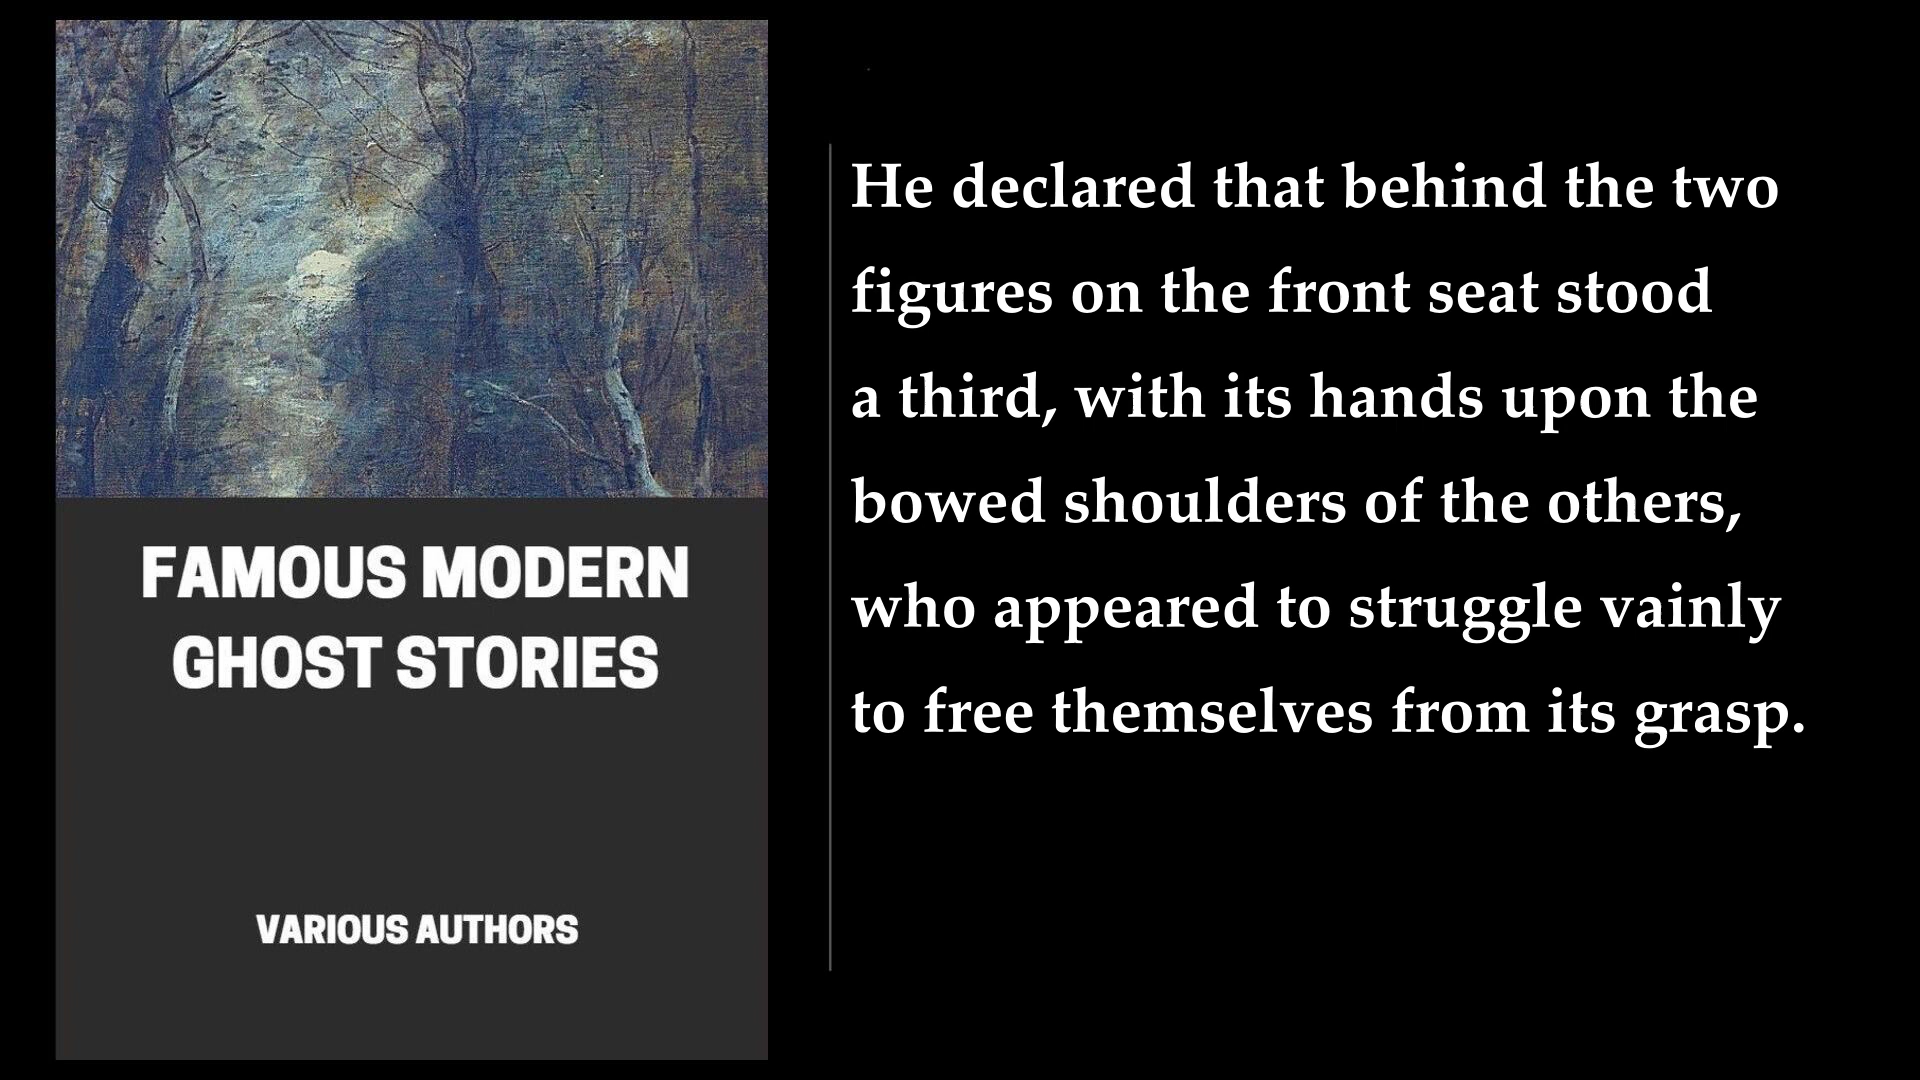 FAMOUS MODERN
GHOST STORIES
VARIOUS AUTHORS
He declared that behind the two
figures on the front seat stood
a third, with its hands upon the
bowed shoulders of the others,
who appeared to struggle vainly
to free themselves from its grasp.